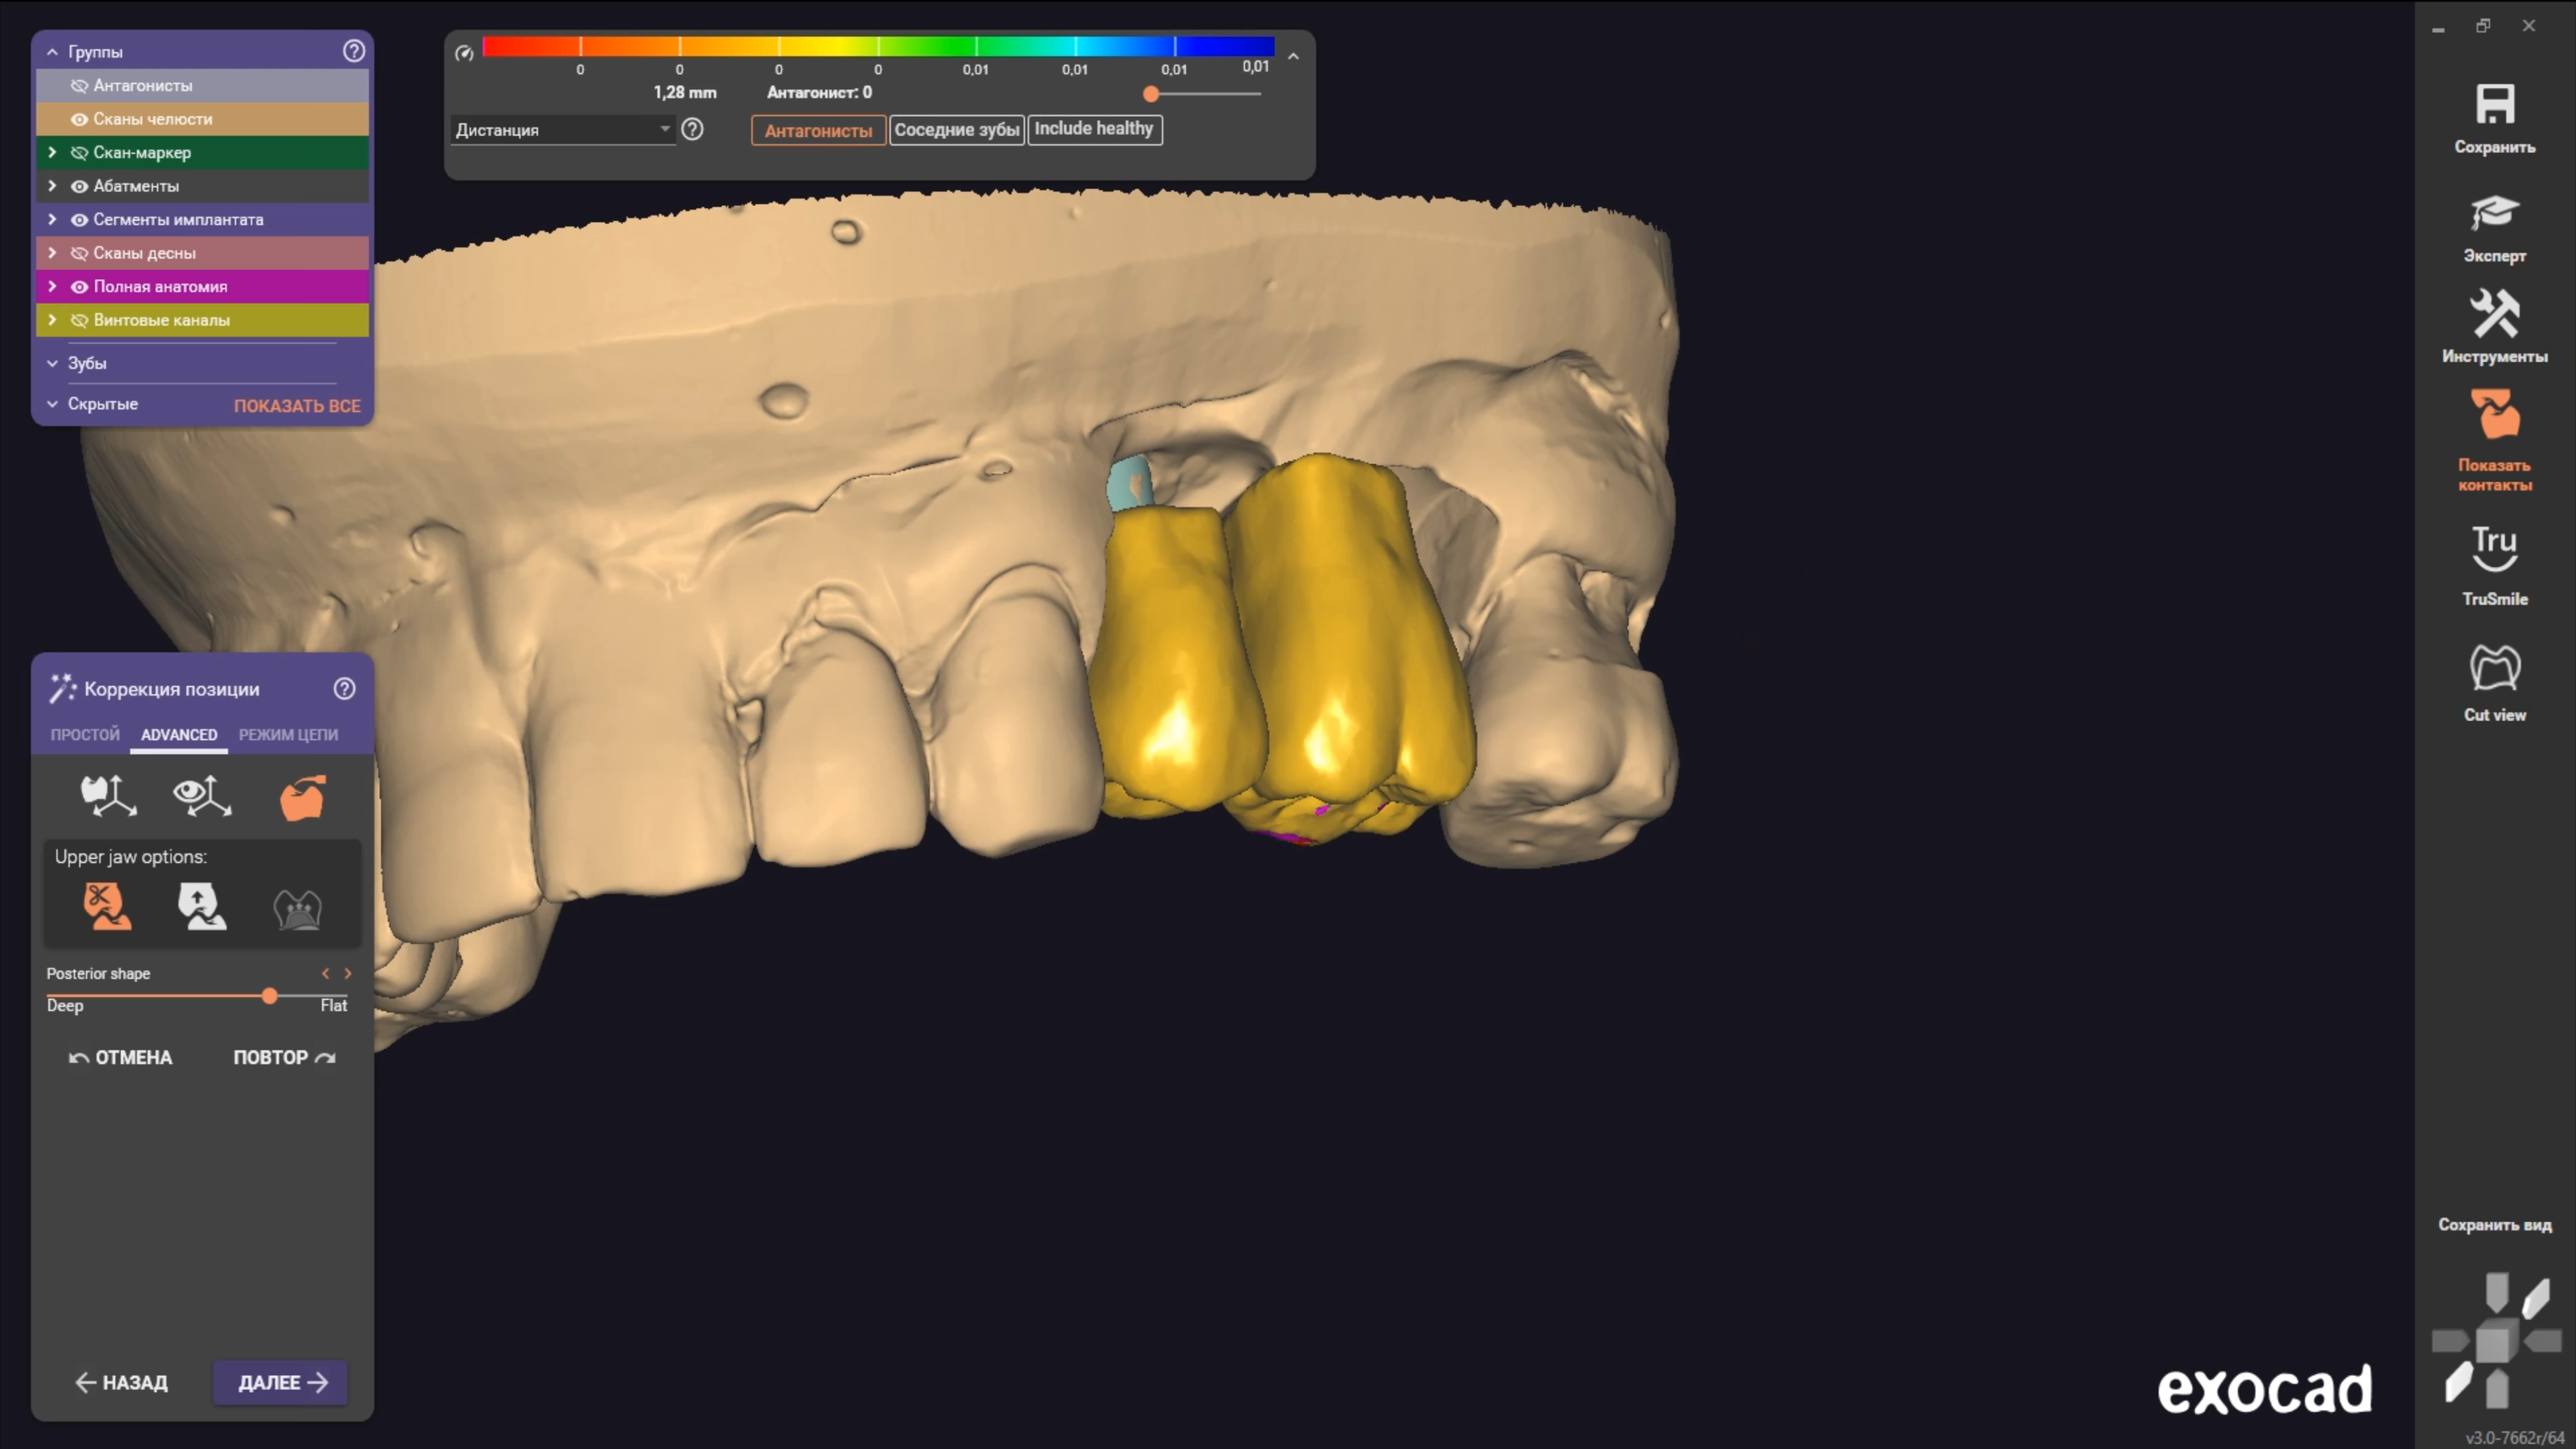 Группы
Антагонисты
Сканы челюсти
Скан-маркер
Абатменты
Сегменты имплантата
Сканы десны
Полная анатомия
Винтовые каналы
Зубы
Скрытые ПОКАЗАТЬ ВСЕ
0 0 0 0 0,01 0,01 0,01 0,01
1,28 mm Антагонист: 0
Дистанция
Антагонисты Соседние зубы Include healthy
Коррекция позиции
ПРОСТОЙ ADVANCED РЕЖИМ ЦЕПИ
Upper jaw options:
Posterior shape
Deep Flat
ОТМЕНА ПОВТОР
НАЗАД ДАЛЕЕ
Сохранить
Эксперт
Инструменты
Показать
контакты
Tru
TruSmile
Cut view
Сохранить вид
exocad
v3.0-7662r/64